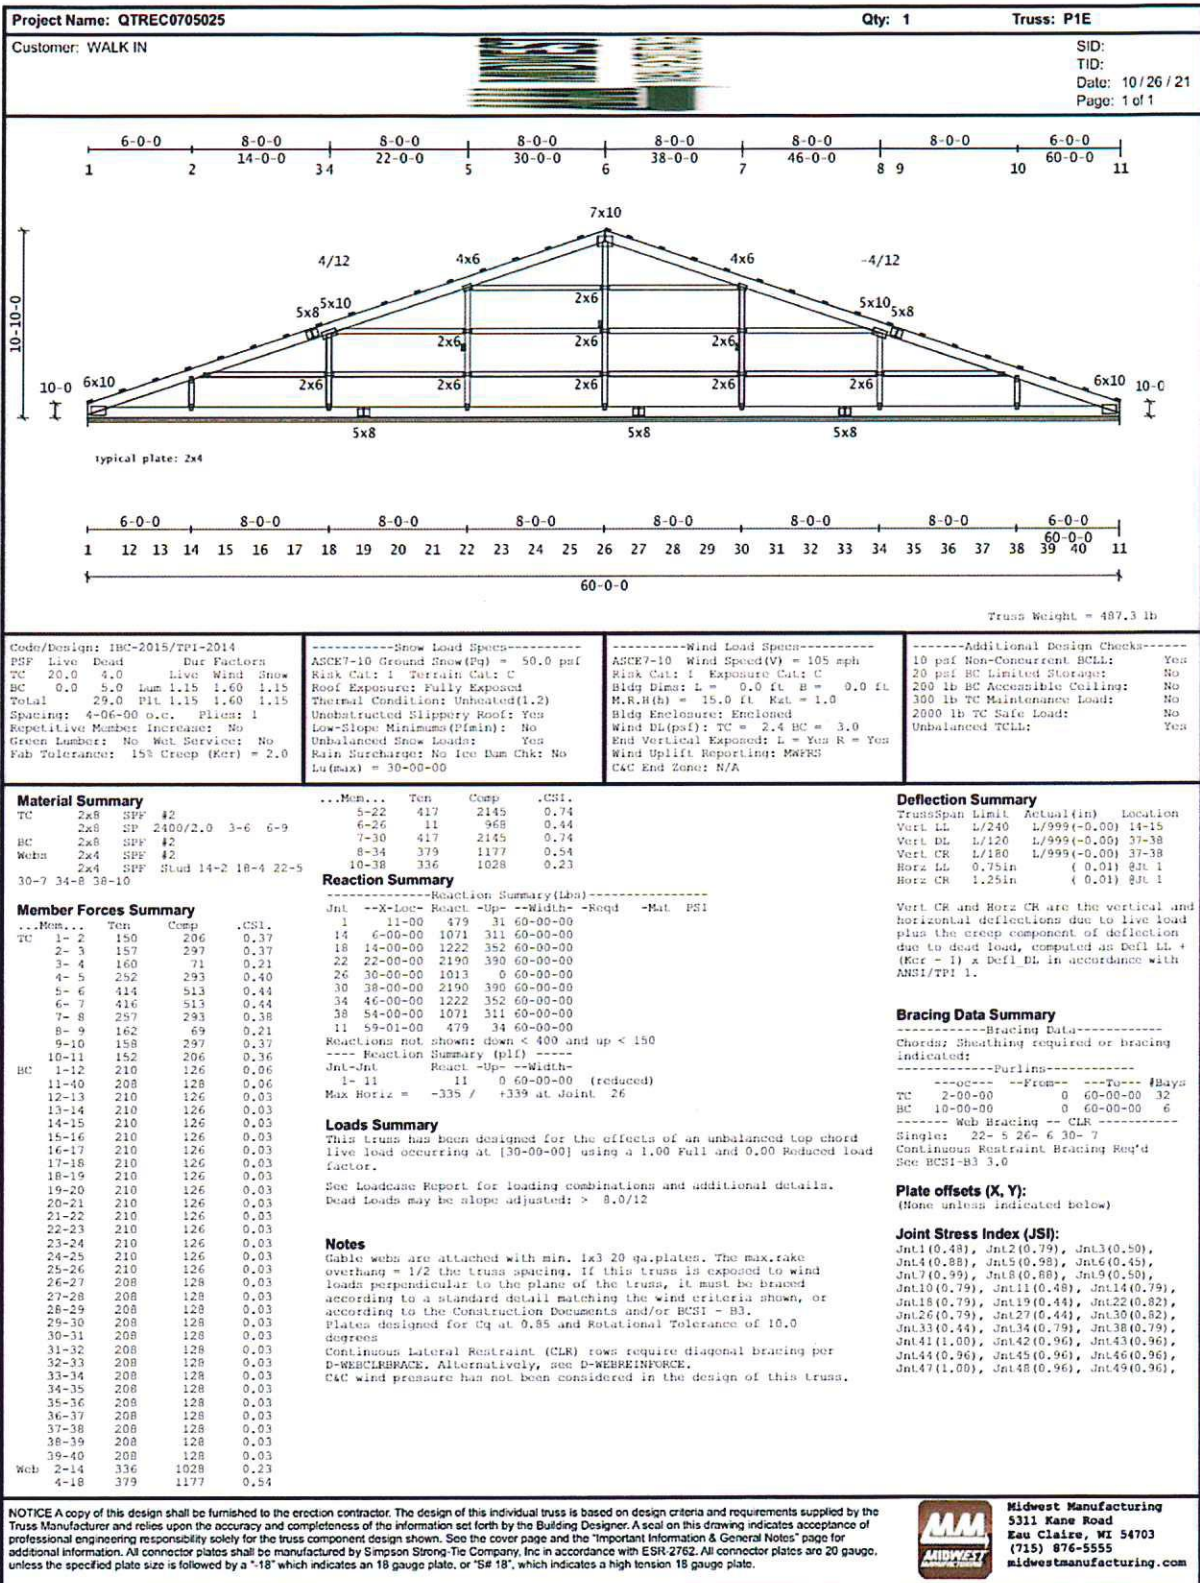 Project Name: QTREC0705025 Qty: 1 Truss: P1E
Customer: WALK IN
SID:
TID:
Date: 10/26/21
Page: 1 of 1
6-0-0 8-0-0 8-0-0 8-0-0 8-0-0 8-0-0 8-0-0 6-0-0
14-0-0 22-0-0 30-0-0 38-0-0 46-0-0 60-0-0
1 2 3 4 5 6 7 8 9 10 11
7x10
4/12 4x6 4x6 -4/12
2x6
5x8 5x10 5x10 5x8
2x6 2x6 2x6
10-10-0
10-0 6x10 2x6 2x6 2x6 2x6 2x6 6x10 10-0
5x8 5x8 5x8
typical plate: 2x4
6-0-0 8-0-0 8-0-0 8-0-0 8-0-0 8-0-0 8-0-0 6-0-0
60-0-0
1 12 13 14 15 16 17 18 19 20 21 22 23 24 25 26 27 28 29 30 31 32 33 34 35 36 37 38 39 40 11
60-0-0
Truss Weight = 487.3 lb
Code/Design: IBC-2015/TPI-2014
PSF Live Dead Dur Factors
TC 20.0 4.0 Live Wind Snow
BC 0.0 5.0 Lum 1.15 1.60 1.15
Total 29.0 Plt 1.15 1.60 1.15
Spacing: 4-06-00 o.c. Plies: 1
Repetitive Member Increase: No
Green Lumber: No Wet Service: No
Fab Tolerance: 15% Creep (Kcr) = 2.0
-----------Snow Load Specs----------
ASCE7-10 Ground Snow(Pg) = 50.0 psf
Risk Cat: 1 Terrain Cat: C
Roof Exposure: Fully Exposed
Thermal Condition: Unheated(1.2)
Unobstructed Slippery Roof: Yes
Low-Slope Minimums(Pfmin): No
Unbalanced Snow Loads: Yes
Rain Surcharge: No Ice Dam Chk: No
Lu(max) = 30-00-00
----------Wind Load Specs---------
ASCE7-10 Wind Speed(V) = 105 mph
Risk Cat: 1 Exposure Cat: C
Bldg Dims: L = 0.0 ft B = 0.0 ft
M.R.H(h) = 15.0 ft Kzt = 1.0
Bldg Enclosure: Enclosed
Wind DL(psf): TC = 2.4 BC = 3.0
End Vertical Exposed: L = Yes R = Yes
Wind Uplift Reporting: MWFRS
C&C End Zone: N/A
-------Additional Design Checks-----
10 psf Non-Concurrent BCLL: Yes
20 psf BC Limited Storage: No
200 lb BC Accessible Ceiling: No
300 lb TC Maintenance Load: No
2000 lb TC Safe Load: No
Unbalanced TCLL: Yes
Material Summary
TC 2x8 SPF #2
2x8 SP 2400/2.0 3-6 6-9
BC 2x8 SPF #2
Webs 2x4 SPF #2
2x4 SPF Stud 14-2 18-4 22-5
30-7 34-8 38-10
Member Forces Summary
...Mem... Ten Comp .CSI.
TC 1- 2 150 206 0.37
2- 3 157 297 0.37
3- 4 160 71 0.21
4- 5 252 293 0.40
5- 6 414 513 0.44
6- 7 416 513 0.44
7- 8 257 293 0.38
8- 9 162 69 0.21
9-10 158 297 0.37
10-11 152 206 0.36
BC 1-12 210 126 0.06
11-40 208 128 0.06
12-13 210 126 0.03
13-14 210 126 0.03
14-15 210 126 0.03
15-16 210 126 0.03
16-17 210 126 0.03
17-18 210 126 0.03
18-19 210 126 0.03
19-20 210 126 0.03
20-21 210 126 0.03
21-22 210 126 0.03
22-23 210 126 0.03
23-24 210 126 0.03
24-25 210 126 0.03
25-26 210 126 0.03
26-27 208 128 0.03
27-28 208 128 0.03
28-29 208 128 0.03
29-30 208 128 0.03
30-31 208 128 0.03
31-32 208 128 0.03
32-33 208 128 0.03
33-34 208 128 0.03
34-35 208 128 0.03
35-36 208 128 0.03
36-37 208 128 0.03
37-38 208 128 0.03
38-39 208 128 0.03
39-40 208 128 0.03
Web 2-14 336 1028 0.23
4-18 379 1177 0.54
...Mem... Ten Comp .CSI.
5-22 417 2145 0.74
6-26 11 968 0.44
7-30 417 2145 0.74
8-34 379 1177 0.54
10-38 336 1028 0.23
Reaction Summary
------------Reaction Summary(Lbs)--------------
Jnt --X-Loc- React -Up- --Width- -Reqd -Mat PSI
1 11-00 479 31 60-00-00
14 6-00-00 1071 311 60-00-00
18 14-00-00 1222 352 60-00-00
22 22-00-00 2190 390 60-00-00
26 30-00-00 1013 0 60-00-00
30 38-00-00 2190 390 60-00-00
34 46-00-00 1222 352 60-00-00
38 54-00-00 1071 311 60-00-00
11 59-01-00 479 34 60-00-00
Reactions not shown: down < 400 and up < 150
---- Reaction Summary (plf) -----
Jnt-Jnt React -Up- --Width-
1- 11 11 0 60-00-00 (reduced)
Max Horiz = -335 / +339 at Joint 26
Loads Summary
This truss has been designed for the effects of an unbalanced top chord
live load occurring at [30-00-00] using a 1.00 Full and 0.00 Reduced load
factor.
See Loadcase Report for loading combinations and additional details.
Dead Loads may be slope adjusted: > 8.0/12
Notes
Gable webs are attached with min. 1x3 20 ga.plates. The max.rake
overhang = 1/2 the truss spacing. If this truss is exposed to wind
loads perpendicular to the plane of the truss, it must be braced
according to a standard detail matching the wind criteria shown, or
according to the Construction Documents and/or BCSI - B3.
Plates designed for Cq at 0.85 and Rotational Tolerance of 10.0
degrees
Continuous Lateral Restraint (CLR) rows require diagonal bracing per
D-WEBCLRBRACE. Alternatively, see D-WEBREINFORCE.
C&C wind pressure has not been considered in the design of this truss.
Deflection Summary
TrussSpan Limit Actual(in) Location
Vert LL L/240 L/999(-0.00) 14-15
Vert DL L/120 L/999(-0.00) 37-38
Vert CR L/180 L/999(-0.00) 37-38
Horz LL 0.75in ( 0.01) @Jt 1
Horz CR 1.25in ( 0.01) @Jt 1
Vert CR and Horz CR are the vertical and
horizontal deflections due to live load
plus the creep component of deflection
due to dead load, computed as Defl LL +
(Kcr - 1) x Defl_DL in accordance with
ANSI/TPI 1.
Bracing Data Summary
-----------Bracing Data----------
Chords; Sheathing required or bracing
indicated:
------------Purlins-------------
---oc--- --From-- ---To--- #Bays
TC 2-00-00 0 60-00-00 32
BC 10-00-00 0 60-00-00 6
------- Web Bracing -- CLR ----------
Single: 22- 5 26- 6 30- 7
Continuous Restraint Bracing Req'd
See BCSI-B3 3.0
Plate offsets (X, Y):
(None unless indicated below)
Joint Stress Index (JSI):
Jnt1(0.48), Jnt2(0.79), Jnt3(0.50),
Jnt4(0.88), Jnt5(0.98), Jnt6(0.45),
Jnt7(0.99), Jnt8(0.88), Jnt9(0.50),
Jnt10(0.79), Jnt11(0.48), Jnt14(0.79),
Jnt18(0.79), Jnt19(0.44), Jnt22(0.82),
Jnt26(0.79), Jnt27(0.44), Jnt30(0.82),
Jnt33(0.44), Jnt34(0.79), Jnt38(0.79),
Jnt41(1.00), Jnt42(0.96), Jnt43(0.96),
Jnt44(0.96), Jnt45(0.96), Jnt46(0.96),
Jnt47(1.00), Jnt48(0.96), Jnt49(0.96),
NOTICE A copy of this design shall be furnished to the erection contractor. The design of this individual truss is based on design criteria and requirements supplied by the
Truss Manufacturer and relies upon the accuracy and completeness of the information set forth by the Building Designer. A seal on this drawing indicates acceptance of
professional engineering responsibility solely for the truss component design shown. See the cover page and the "Important Information & General Notes" page for
additional information. All connector plates shall be manufactured by Simpson Strong-Tie Company, Inc in accordance with ESR-2762. All connector plates are 20 gauge,
unless the specified plate size is followed by a "-18" which indicates an 18 gauge plate, or "S# 18", which indicates a high tension 18 gauge plate.
MM
MIDWEST
MANUFACTURING
Midwest Manufacturing
5311 Kane Road
Eau Claire, WI 54703
(715) 876-5555
midwestmanufacturing.com